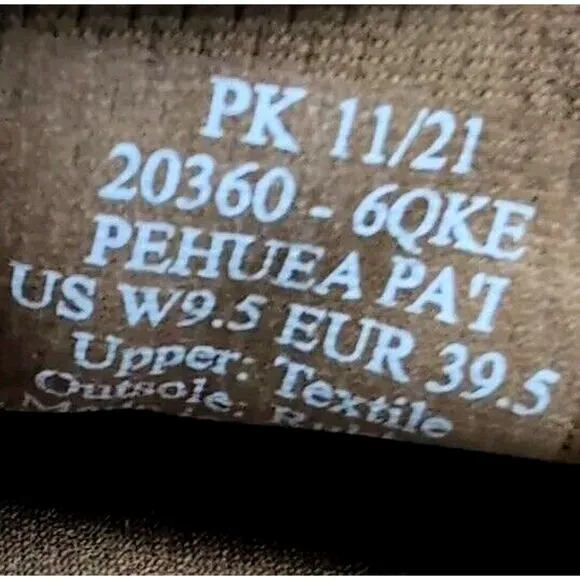 PK 11/21
20360 - 6QKE
PEHUEA PAT
US W9.5 EUR 39.5
Upper: Textile
Outsole: